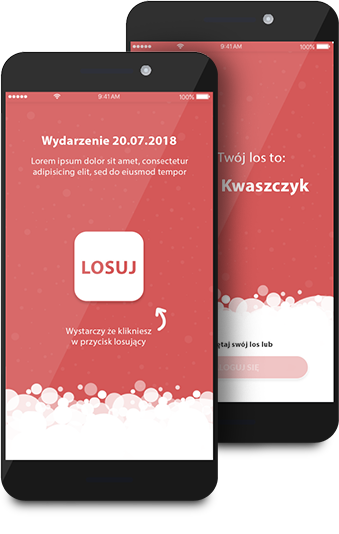 9:41 AM
100%
Wydarzenie 20.07.2018
Lorem ipsum dolor sit amet, consectetur
adipisicing elit, sed do eiusmod tempor
LOSUJ
Wystarczy że klikniesz
w przycisk losujący
9:41 AM
100%
Twój los to:
Kwaszczyk
swój los lub
SIĘ